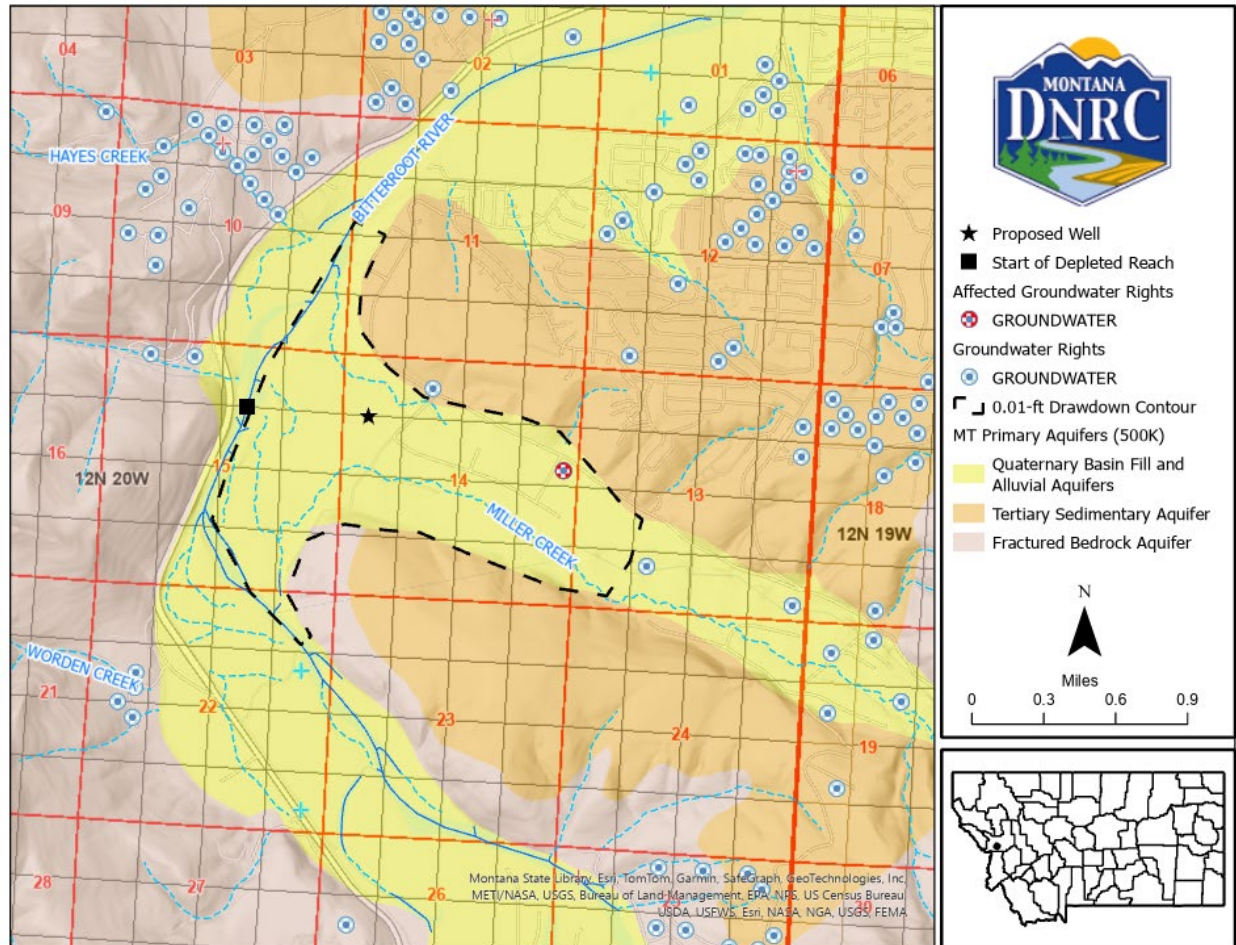 04
03
02
01
06
HAYES CREEK
BITTERROOT RIVER
09
10
11
12
07
16
15
14
13
18
12N 20W
12N 19W
MILLER CREEK
WORDEN CREEK
21
22
23
24
19
28
27
26
Montana State Library, Esri, TomTom, Garmin, SafeGraph, GeoTechnologies, Inc,
METI/NASA, USGS, Bureau of Land Management, EPA, NPS, US Census Bureau,
USDA, USFWS, Esri, NASA, NGA, USGS, FEMA
MONTANA
DNRC
Proposed Well
Start of Depleted Reach
Affected Groundwater Rights
GROUNDWATER
Groundwater Rights
GROUNDWATER
0.01-ft Drawdown Contour
MT Primary Aquifers (500K)
Quaternary Basin Fill and
Alluvial Aquifers
Tertiary Sedimentary Aquifer
Fractured Bedrock Aquifer
N
Miles
0 0.3 0.6 0.9